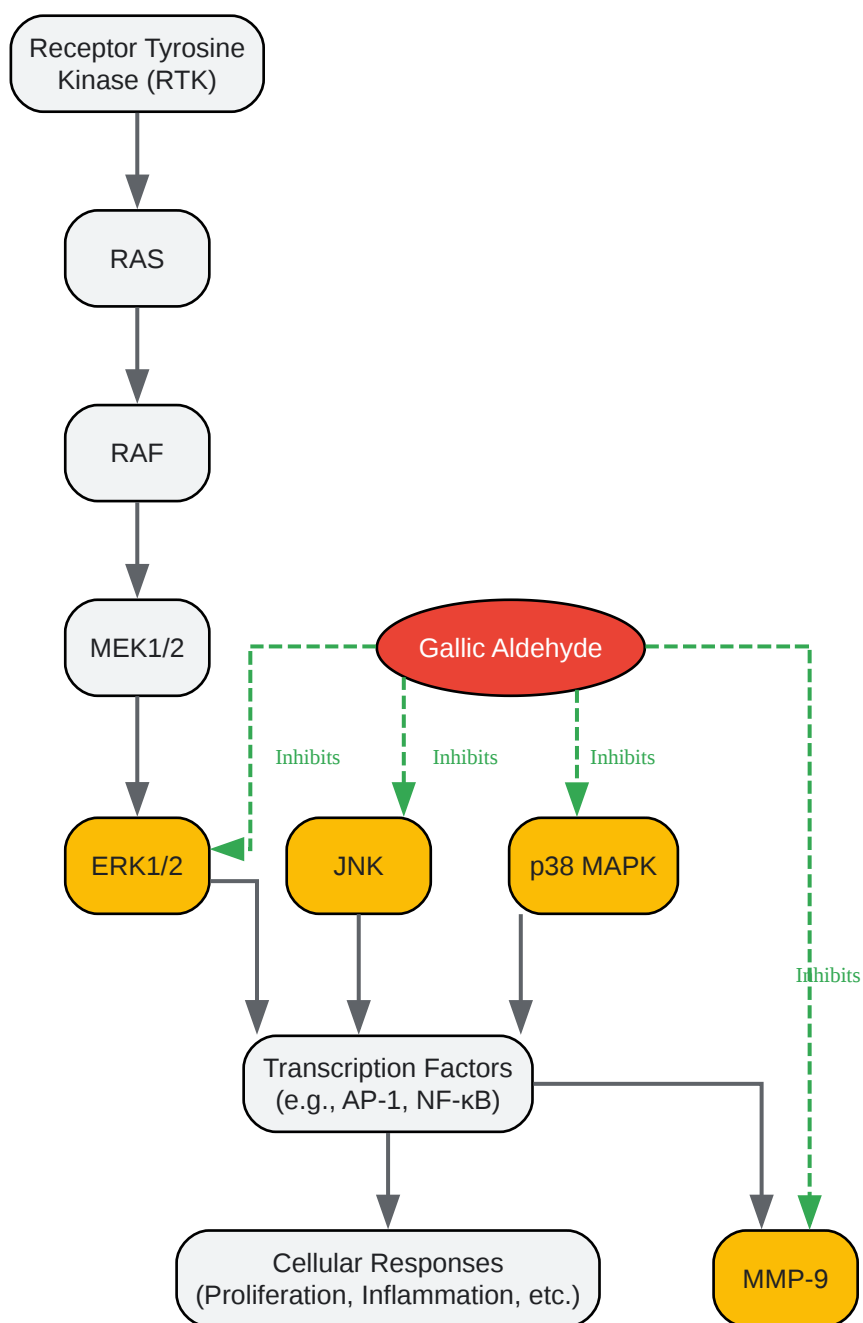 Receptor Tyrosine
Kinase (RTK)
RAS
RAF
MEK1/2
Gallic Aldehyde
Inhibits
Inhibits
Inhibits
ERK1/2
JNK
p38 MAPK
Inhibits
Transcription Factors
(e.g., AP-1, NF-κB)
Cellular Responses
(Proliferation, Inflammation, etc.)
MMP-9